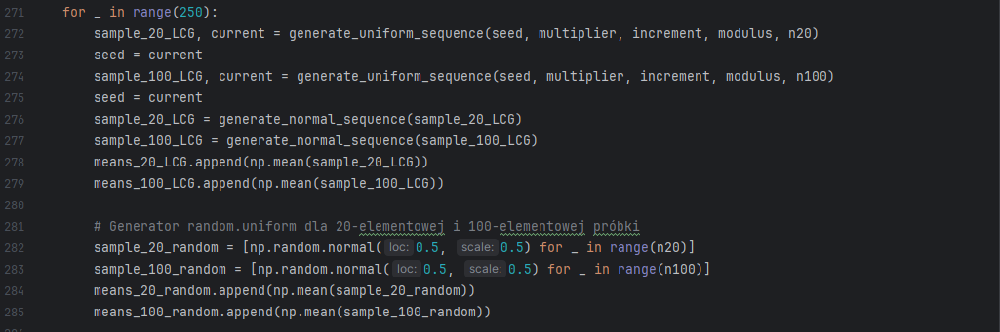 271 for _ in range(250):
272 sample_20_LCG, current = generate_uniform_sequence(seed, multiplier, increment, modulus, n20)
273 seed = current
274 sample_100_LCG, current = generate_uniform_sequence(seed, multiplier, increment, modulus, n100)
275 seed = current
276 sample_20_LCG = generate_normal_sequence(sample_20_LCG)
277 sample_100_LCG = generate_normal_sequence(sample_100_LCG)
278 means_20_LCG.append(np.mean(sample_20_LCG))
279 means_100_LCG.append(np.mean(sample_100_LCG))
280
281 # Generator random.uniform dla 20-elementowej i 100-elementowej próbki
282 sample_20_random = [np.random.normal( loc: 0.5, scale: 0.5) for _ in range(n20)]
283 sample_100_random = [np.random.normal( loc: 0.5, scale: 0.5) for _ in range(n100)]
284 means_20_random.append(np.mean(sample_20_random))
285 means_100_random.append(np.mean(sample_100_random))